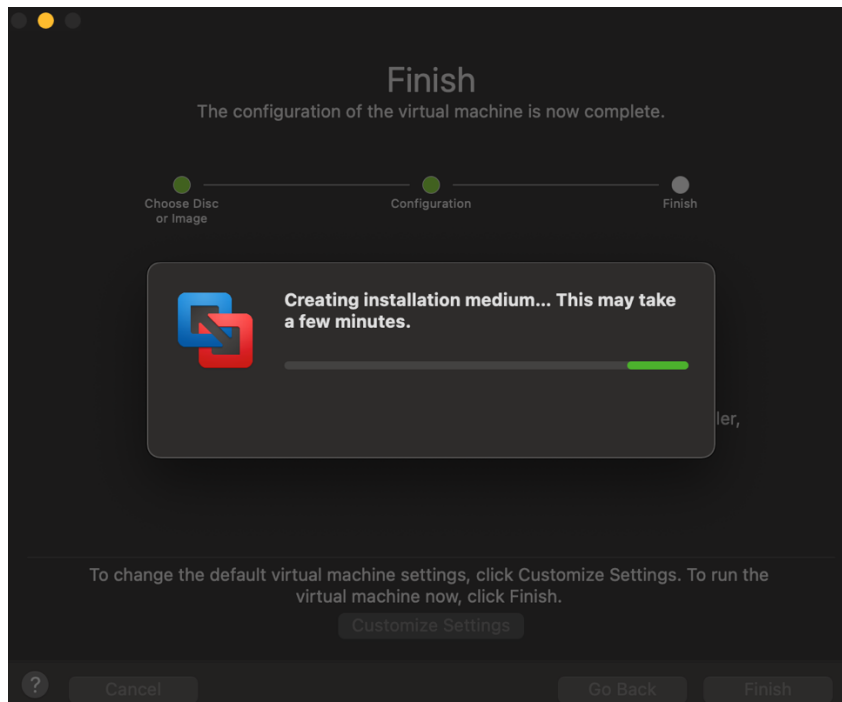 Finish
The configuration of the virtual machine is now complete.
Choose Disc
or Image
Configuration
Finish
Creating installation medium... This may take
a few minutes.
ler,
To change the default virtual machine settings, click Customize Settings. To run the
virtual machine now, click Finish.
Customize Settings
?
Cancel
Go Back
Finish